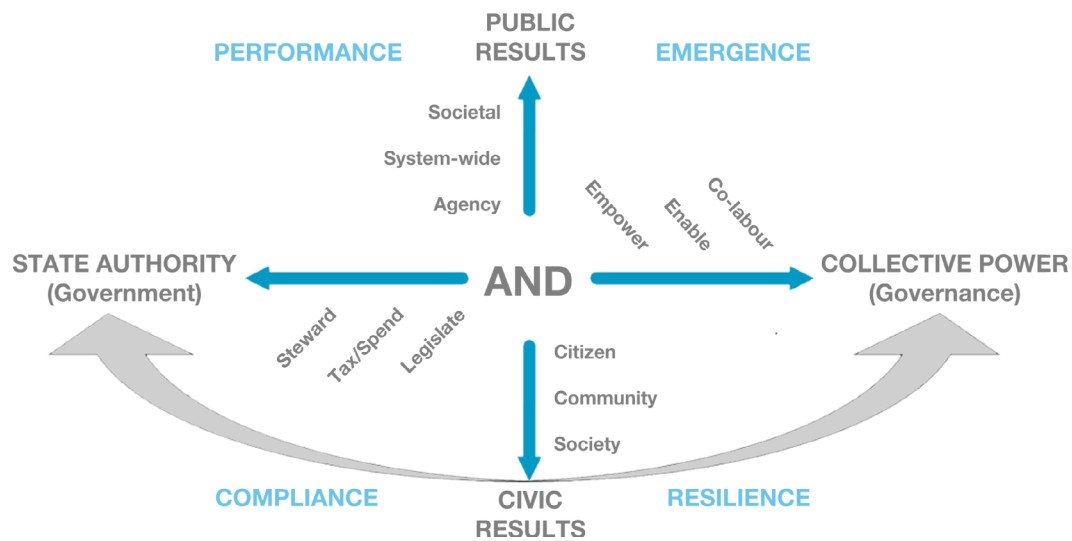 PUBLIC
RESULTS
PERFORMANCE
EMERGENCE
Societal
System-wide
Agency
Empower
Enable
Co-labour
STATE AUTHORITY
(Government)
AND
COLLECTIVE POWER
(Governance)
Steward
Tax/Spend
Legislate
Citizen
Community
Society
COMPLIANCE
CIVIC
RESULTS
RESILIENCE